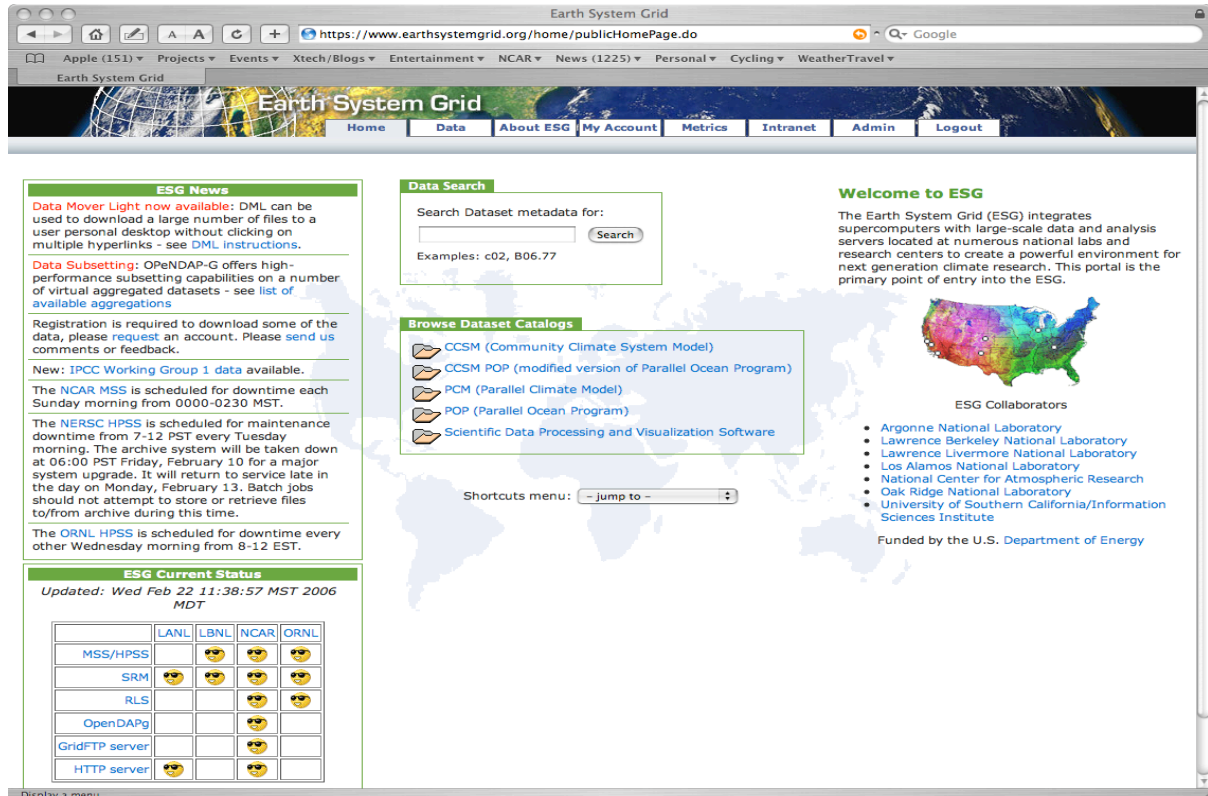 Earth System Grid
A A
https://www.earthsystemgrid.org/home/publicHomePage.do
Google
Apple (151) Projects Events Xtech/Blogs Entertainment NCAR News (1225) Personal Cycling WeatherTravel
Earth System Grid
Earth System Grid
Home Data About ESG My Account Metrics Intranet Admin Logout
ESG News
Data Mover Light now available: DML can be
used to download a large number of files to a
user personal desktop without clicking on
multiple hyperlinks - see DML instructions.
Data Subsetting: OPeNDAP-G offers high-
performance subsetting capabilities on a number
of virtual aggregated datasets - see list of
available aggregations
Registration is required to download some of the
data, please request an account. Please send us
comments or feedback.
New: IPCC Working Group 1 data available.
The NCAR MSS is scheduled for downtime each
Sunday morning from 0000-0230 MST.
The NERSC HPSS is scheduled for maintenance
downtime from 7-12 PST every Tuesday
morning. The archive system will be taken down
at 06:00 PST Friday, February 10 for a major
system upgrade. It will return to service late in
the day on Monday, February 13. Batch jobs
should not attempt to store or retrieve files
to/from archive during this time.
The ORNL HPSS is scheduled for downtime every
other Wednesday morning from 8-12 EST.
ESG Current Status
Updated: Wed Feb 22 11:38:57 MST 2006
MDT
LANL LBNL NCAR ORNL
MSS/HPSS
SRM
RLS
OpenDAPg
GridFTP server
HTTP server
Data Search
Search Dataset metadata for:
Search
Examples: c02, B06.77
Browse Dataset Catalogs
CCSM (Community Climate System Model)
CCSM POP (modified version of Parallel Ocean Program)
PCM (Parallel Climate Model)
POP (Parallel Ocean Program)
Scientific Data Processing and Visualization Software
Shortcuts menu: - jump to -
Welcome to ESG
The Earth System Grid (ESG) integrates
supercomputers with large-scale data and analysis
servers located at numerous national labs and
research centers to create a powerful environment for
next generation climate research. This portal is the
primary point of entry into the ESG.
ESG Collaborators
Argonne National Laboratory
Lawrence Berkeley National Laboratory
Lawrence Livermore National Laboratory
Los Alamos National Laboratory
National Center for Atmospheric Research
Oak Ridge National Laboratory
University of Southern California/Information
Sciences Institute
Funded by the U.S. Department of Energy
Display a menu